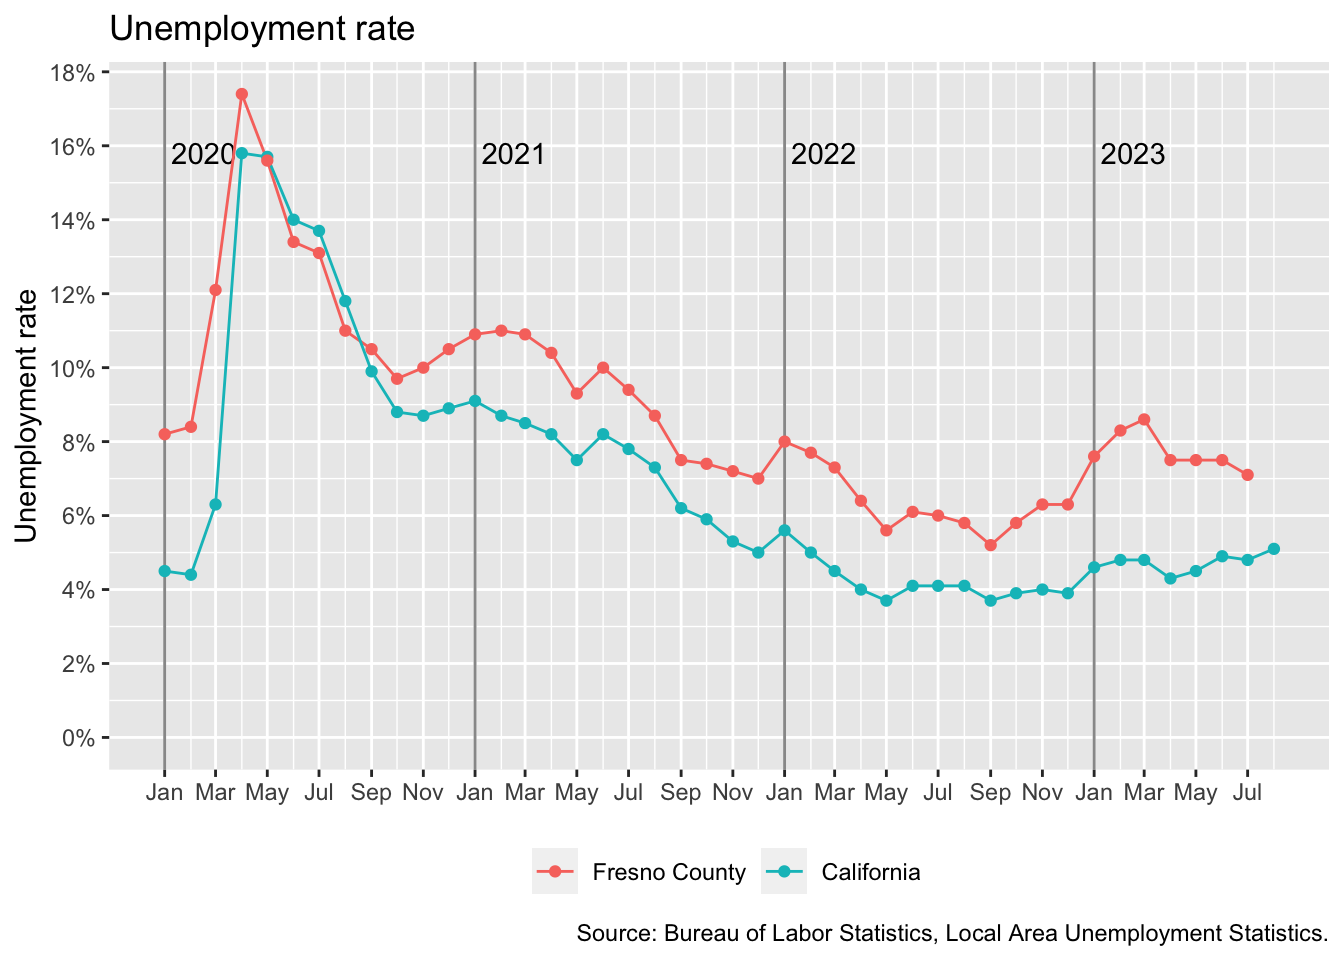 Unemployment rate
Unemployment rate
18%
16%
14%
12%
10%
8%
6%
4%
2%
0%
2020 2021 2022 2023
Jan Mar May Jul Sep Nov Jan Mar May Jul Sep Nov Jan Mar May Jul Sep Nov Jan Mar May Jul
Fresno County California
Source: Bureau of Labor Statistics, Local Area Unemployment Statistics.